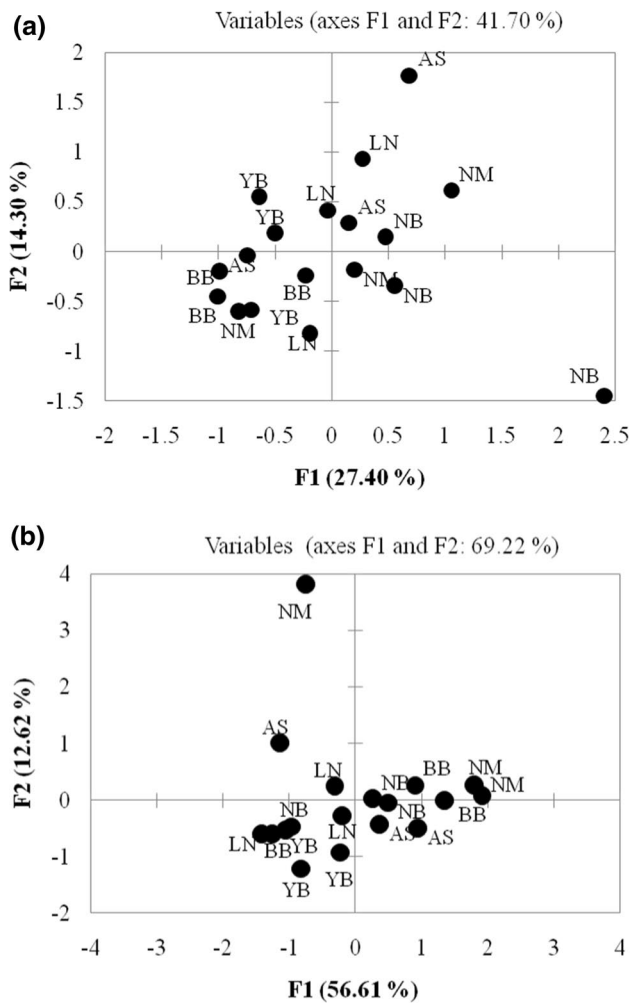 (a)
Variables (axes F1 and F2: 41.70 %)
2
1.5
1
0.5
0
-0.5
-1
-1.5
F2 (14.30 %)
AS
LN
NM
LN
AS
NB
YB
YB
BB
AS
BB
NM
NB
BB
NM
YB
LN
NB
-2
-1.5
-1
-0.5
0
0.5
1
1.5
2
2.5
F1 (27.40 %)
(b)
Variables (axes F1 and F2: 69.22 %)
4
3
2
1
0
-1
-2
F2 (12.62 %)
NM
AS
LN
NB
BB
NM
NM
NB
BB
NB
LN
BB
YB
LN
AS
AS
YB
YB
-4
-3
-2
-1
0
1
2
3
4
F1 (56.61 %)